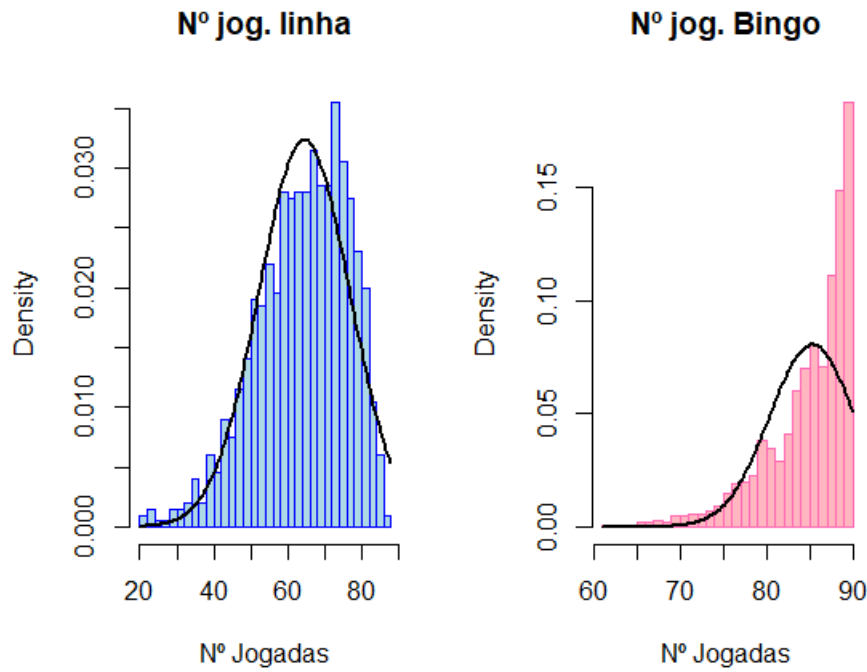 Nº jog. linha
Density
0.000 0.010 0.020 0.030
20 40 60 80
Nº Jogadas
Nº jog. Bingo
Density
0.00 0.05 0.10 0.15
60 70 80 90
Nº Jogadas